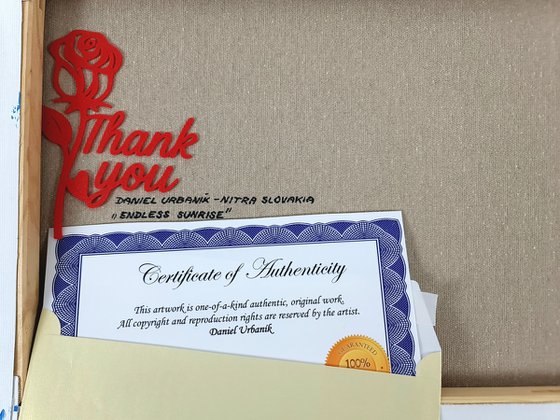 Thank
you
DANIEL URBANIK - NITRA SLOVAKIA
„ENDLESS SUNRISE"
Certificate of Authenticity
This artwork is one-of-a-kind authentic, original work.
All copyright and reproduction rights are reserved by the artist.
Daniel Urbaník
GUARANTEED
100%